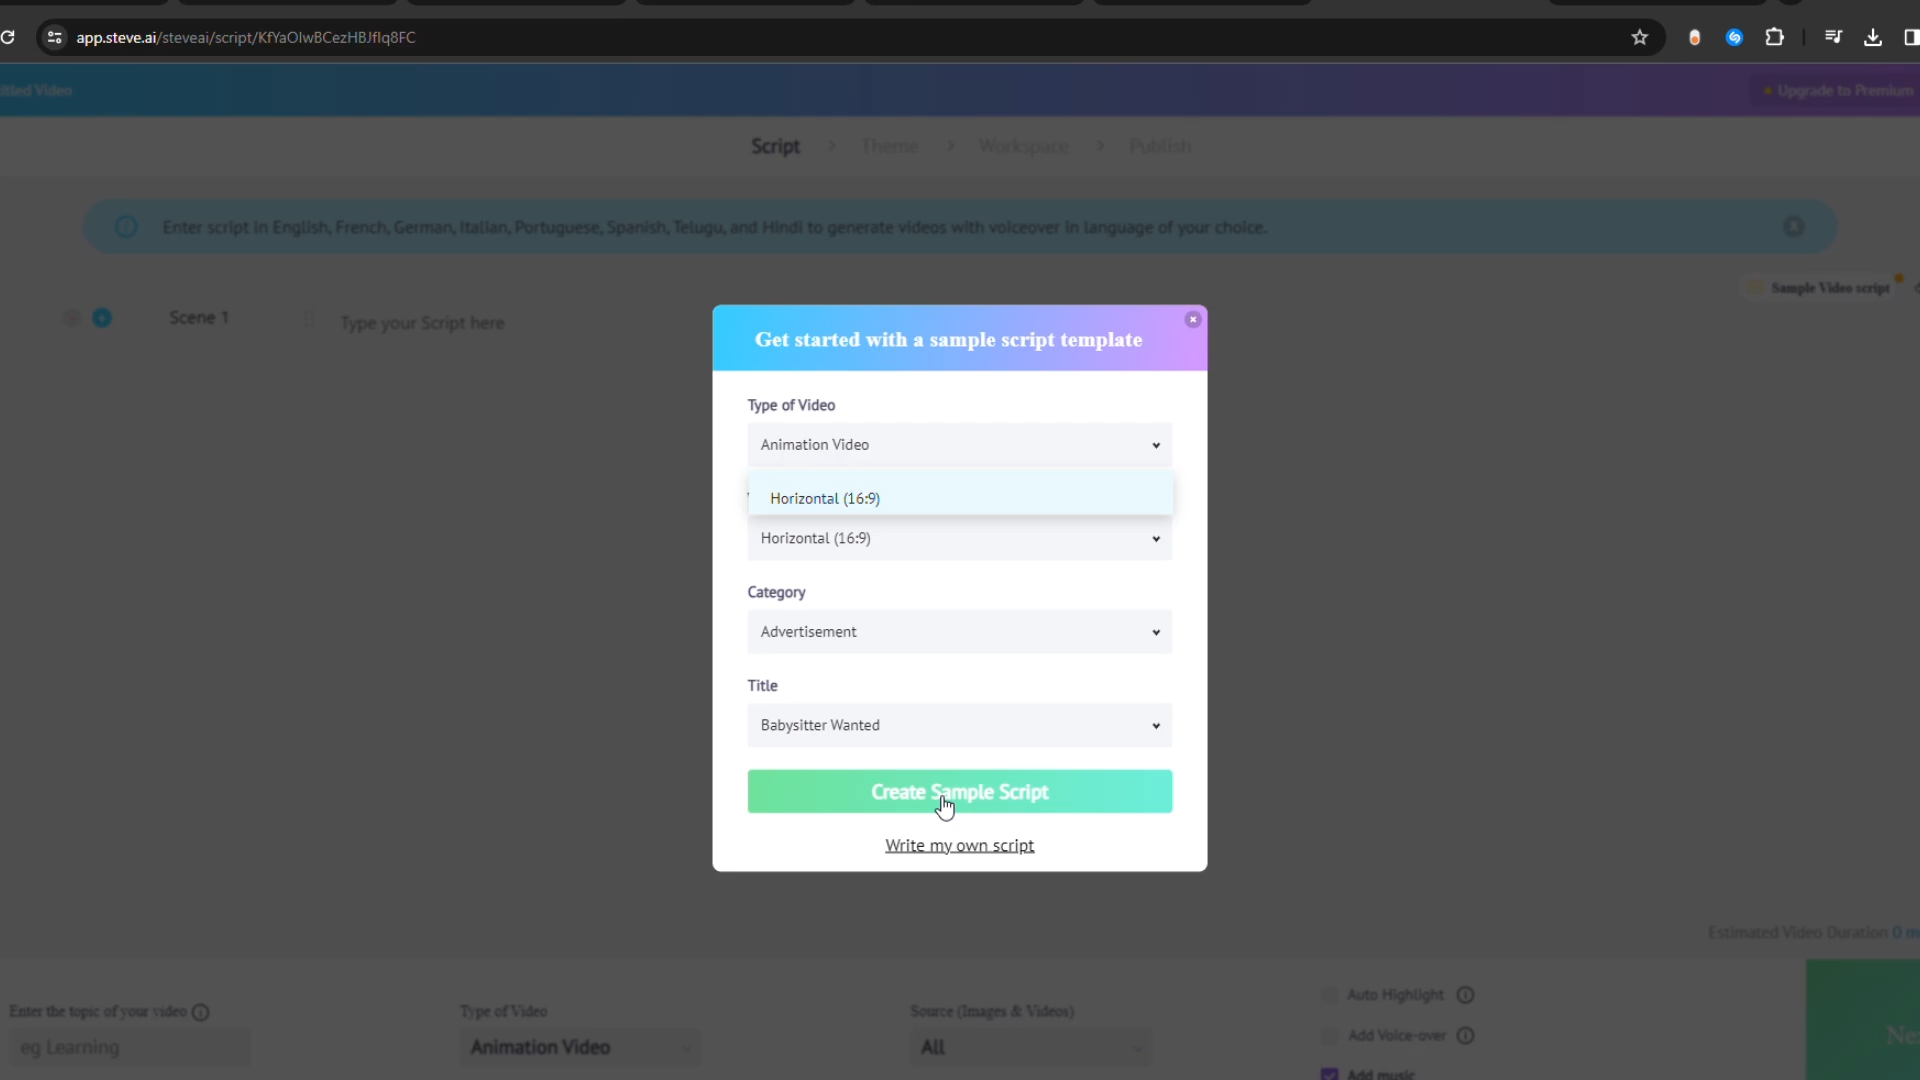 app.steve.ai/steveai/script/KfYaOlwBCezHBJflq8FC
Upgrade to Premium
Script > Theme > Workspace > Publish
Enter script in English, French, German, Italian, Portuguese, Spanish, Telugu, and Hindi to generate videos with voiceover in language of your choice.
Sample Video script
Scene 1
Type your Script here
Get started with a sample script template
Type of Video
Animation Video
Horizontal (16:9)
Horizontal (16:9)
Category
Advertisement
Title
Babysitter Wanted
Create Sample Script
Write my own script
Estimated Video Duration 0
Enter the topic of your video
eg Learning
Type of Video
Animation Video
Source (Images & Videos)
All
Auto Highlight
Add Voice-over
Add music